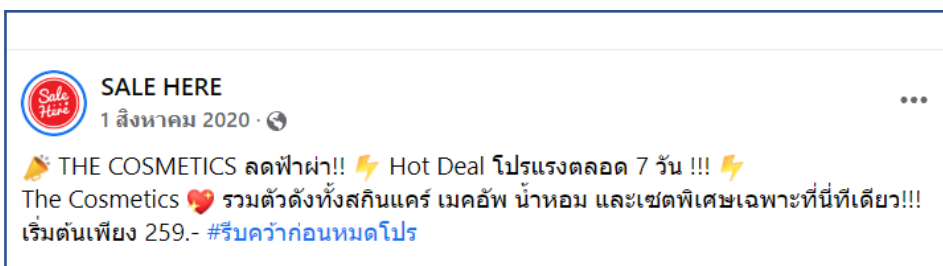 Sale Here
SALE HERE
1 สิงหาคม 2020 ·
📣 THE COSMETICS ลดฟ้าผ่า!! ⚡ Hot Deal โปรแรงตลอด 7 วัน !!! ⚡
The Cosmetics 💖 รวมตัวดังทั้งสกินแคร์ เมคอัพ น้ำหอม และเซตพิเศษเฉพาะที่นี่ทีเดียว!!!
เริ่มต้นเพียง 259.- #รีบคว้าก่อนหมดโปร